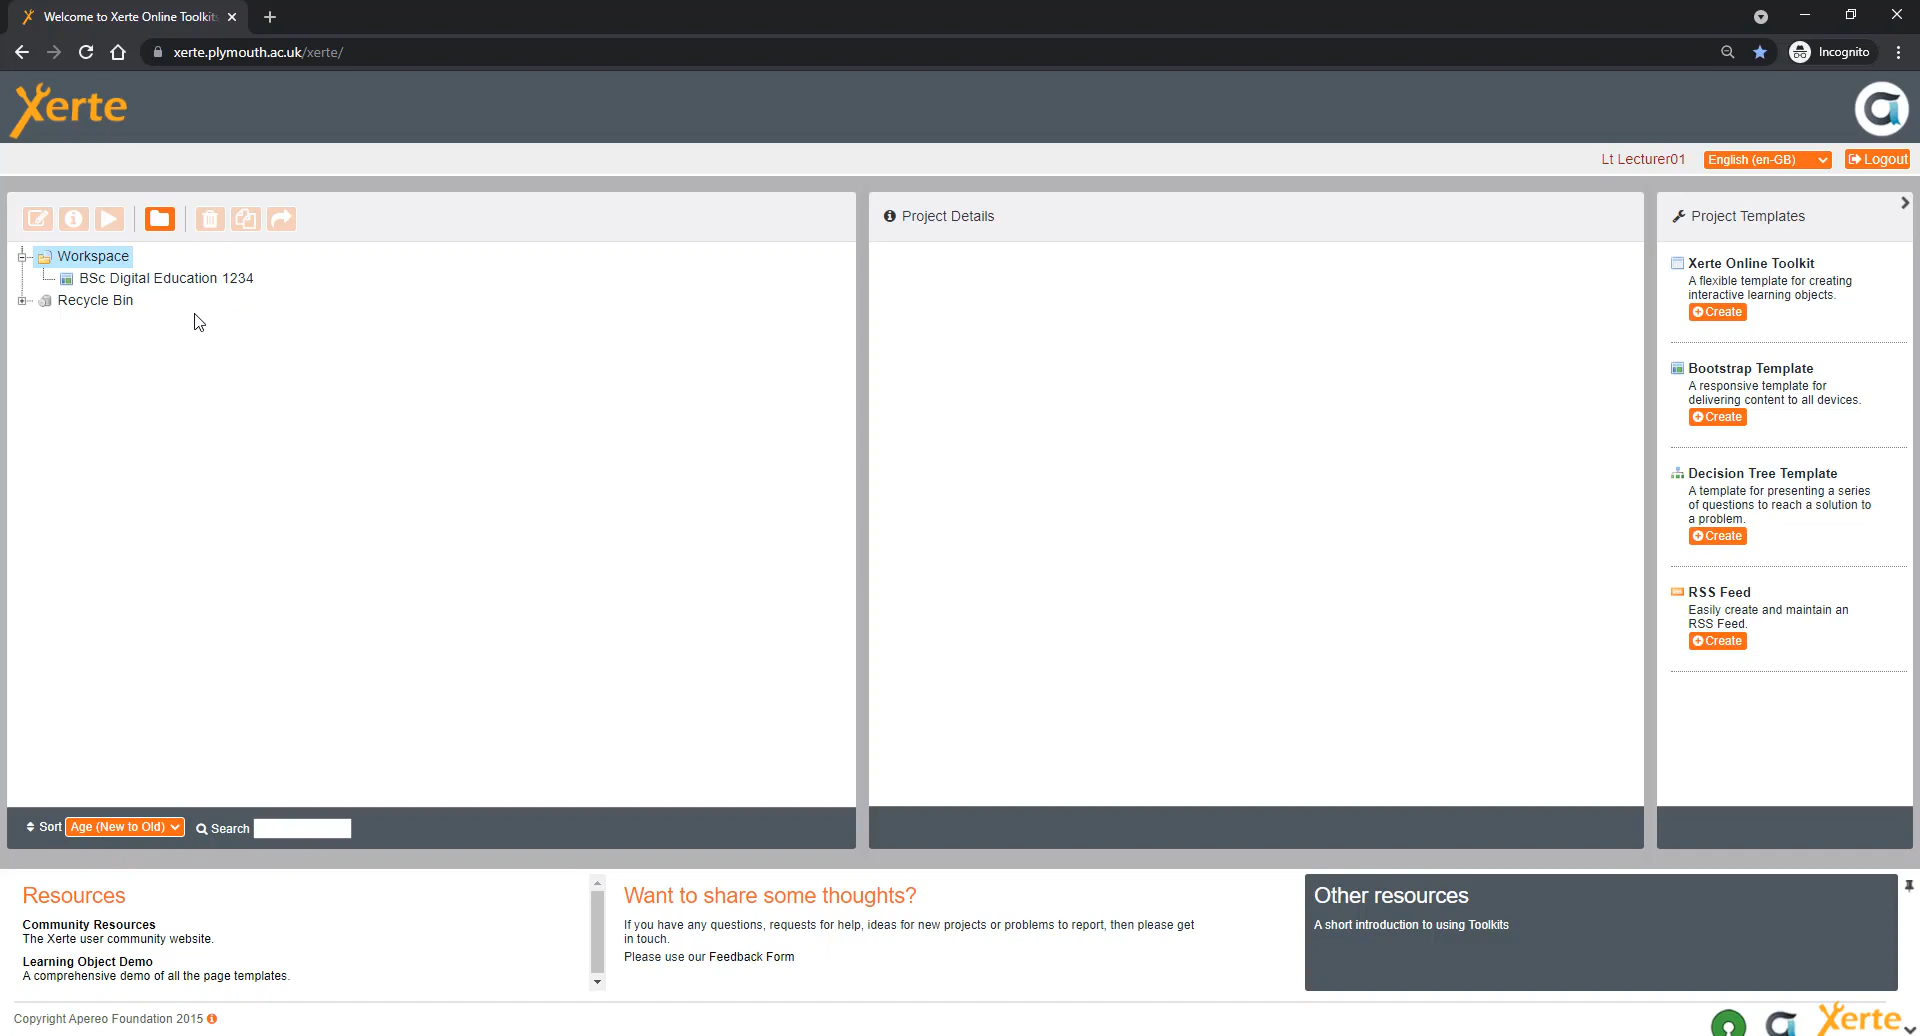 Welcome to Xerte Online Toolkits
xerte.plymouth.ac.uk/xerte/
Incognito
Xerte
Lt Lecturer01
English (en-GB)
Logout
Workspace
BSc Digital Education 1234
Recycle Bin
Project Details
Project Templates
Xerte Online Toolkit
A flexible template for creating
interactive learning objects.
Create
Bootstrap Template
A responsive template for
delivering content to all devices.
Create
Decision Tree Template
A template for presenting a series
of questions to reach a solution to
a problem.
Create
RSS Feed
Easily create and maintain an
RSS Feed.
Create
Sort Age (New to Old) Search
Resources
Community Resources
The Xerte user community website.
Learning Object Demo
A comprehensive demo of all the page templates.
Want to share some thoughts?
If you have any questions, requests for help, ideas for new projects or problems to report, then please get
in touch.
Please use our Feedback Form
Other resources
A short introduction to using Toolkits
Copyright Apereo Foundation 2015
Xerte